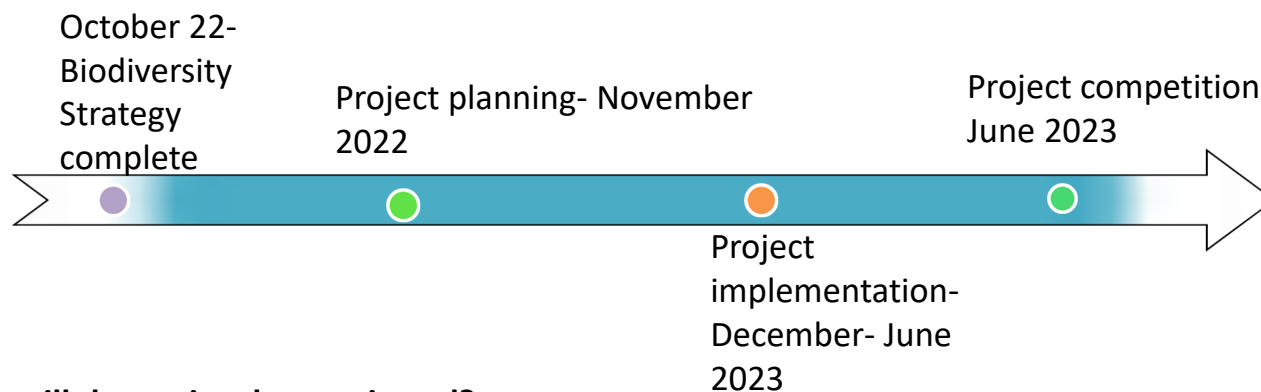 October 22-
Biodiversity
Strategy
complete
Project planning- November
2022
Project competition
June 2023
Project
implementation-
December- June
2023